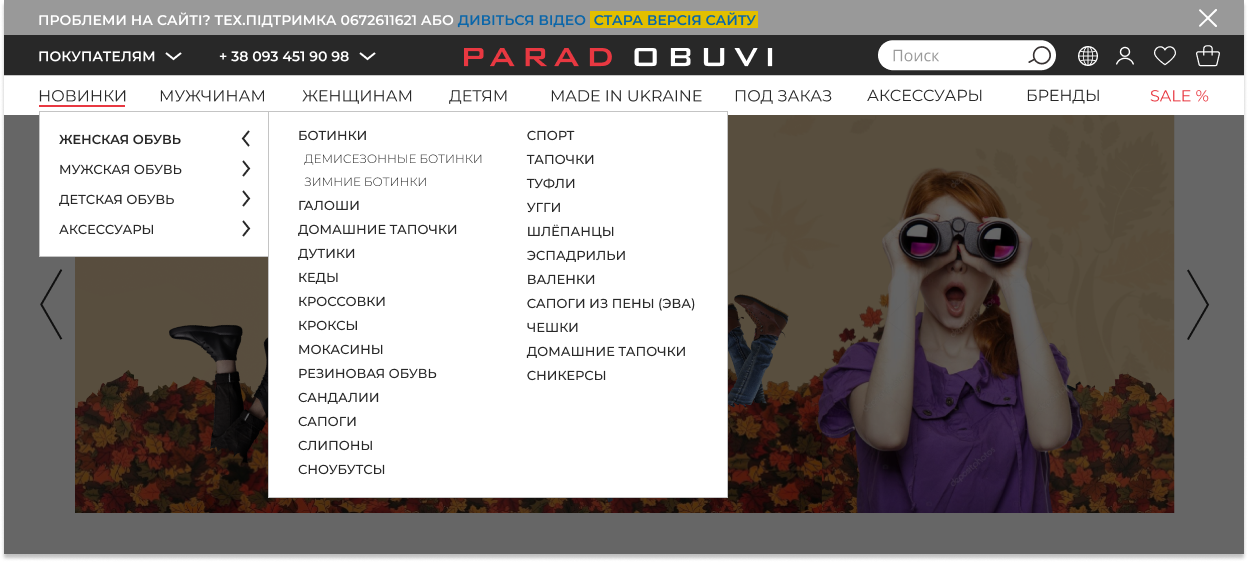 ПРОБЛЕМИ НА САЙТІ? ТЕХ.ПІДТРИМКА 0672611621 АБО ДИВІТЬСЯ ВІДЕО СТАРА ВЕРСІЯ САЙТУ
ПОКУПАТЕЛЯМ + 38 093 451 90 98 PARAD OBUVI Поиск
НОВИНКИ МУЖЧИНАМ ЖЕНЩИНАМ ДЕТЯМ MADE IN UKRAINE ПОД ЗАКАЗ АКСЕССУАРЫ БРЕНДЫ SALE %
ЖЕНСКАЯ ОБУВЬ
МУЖСКАЯ ОБУВЬ
ДЕТСКАЯ ОБУВЬ
АКСЕССУАРЫ
БОТИНКИ
ДЕМИСЕЗОННЫЕ БОТИНКИ
ЗИМНИЕ БОТИНКИ
ГАЛОШИ
ДОМАШНИЕ ТАПОЧКИ
ДУТИКИ
КЕДЫ
КРОССОВКИ
КРОКСЫ
МОКАСИНЫ
РЕЗИНОВАЯ ОБУВЬ
САНДАЛИИ
САПОГИ
СЛИПОНЫ
СНОУБУТСЫ
СПОРТ
ТАПОЧКИ
ТУФЛИ
УГГИ
ШЛЁПАНЦЫ
ЭСПАДРИЛЬИ
ВАЛЕНКИ
САПОГИ ИЗ ПЕНЫ (ЭВА)
ЧЕШКИ
ДОМАШНИЕ ТАПОЧКИ
СНИКЕРСЫ